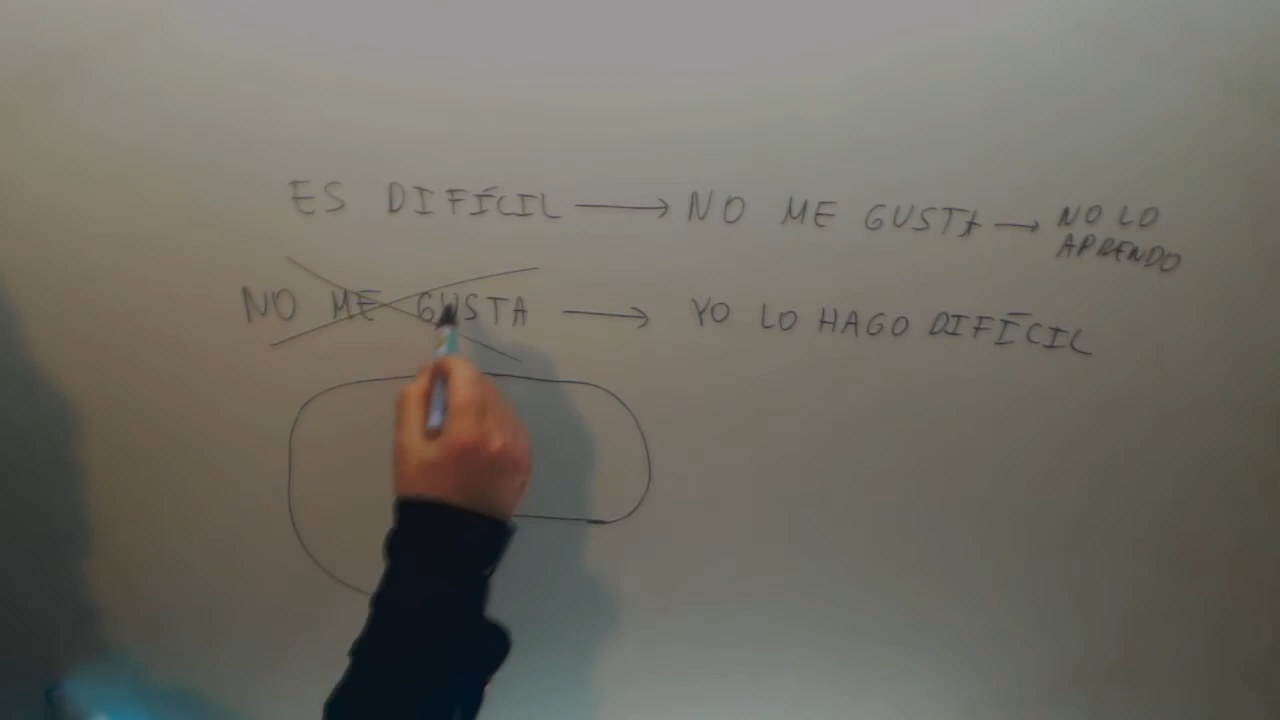 ES DIFÍCIL → NO ME GUSTA → NO LO
APRENDO
NO ME GUSTA → YO LO HAGO DIFÍCIL